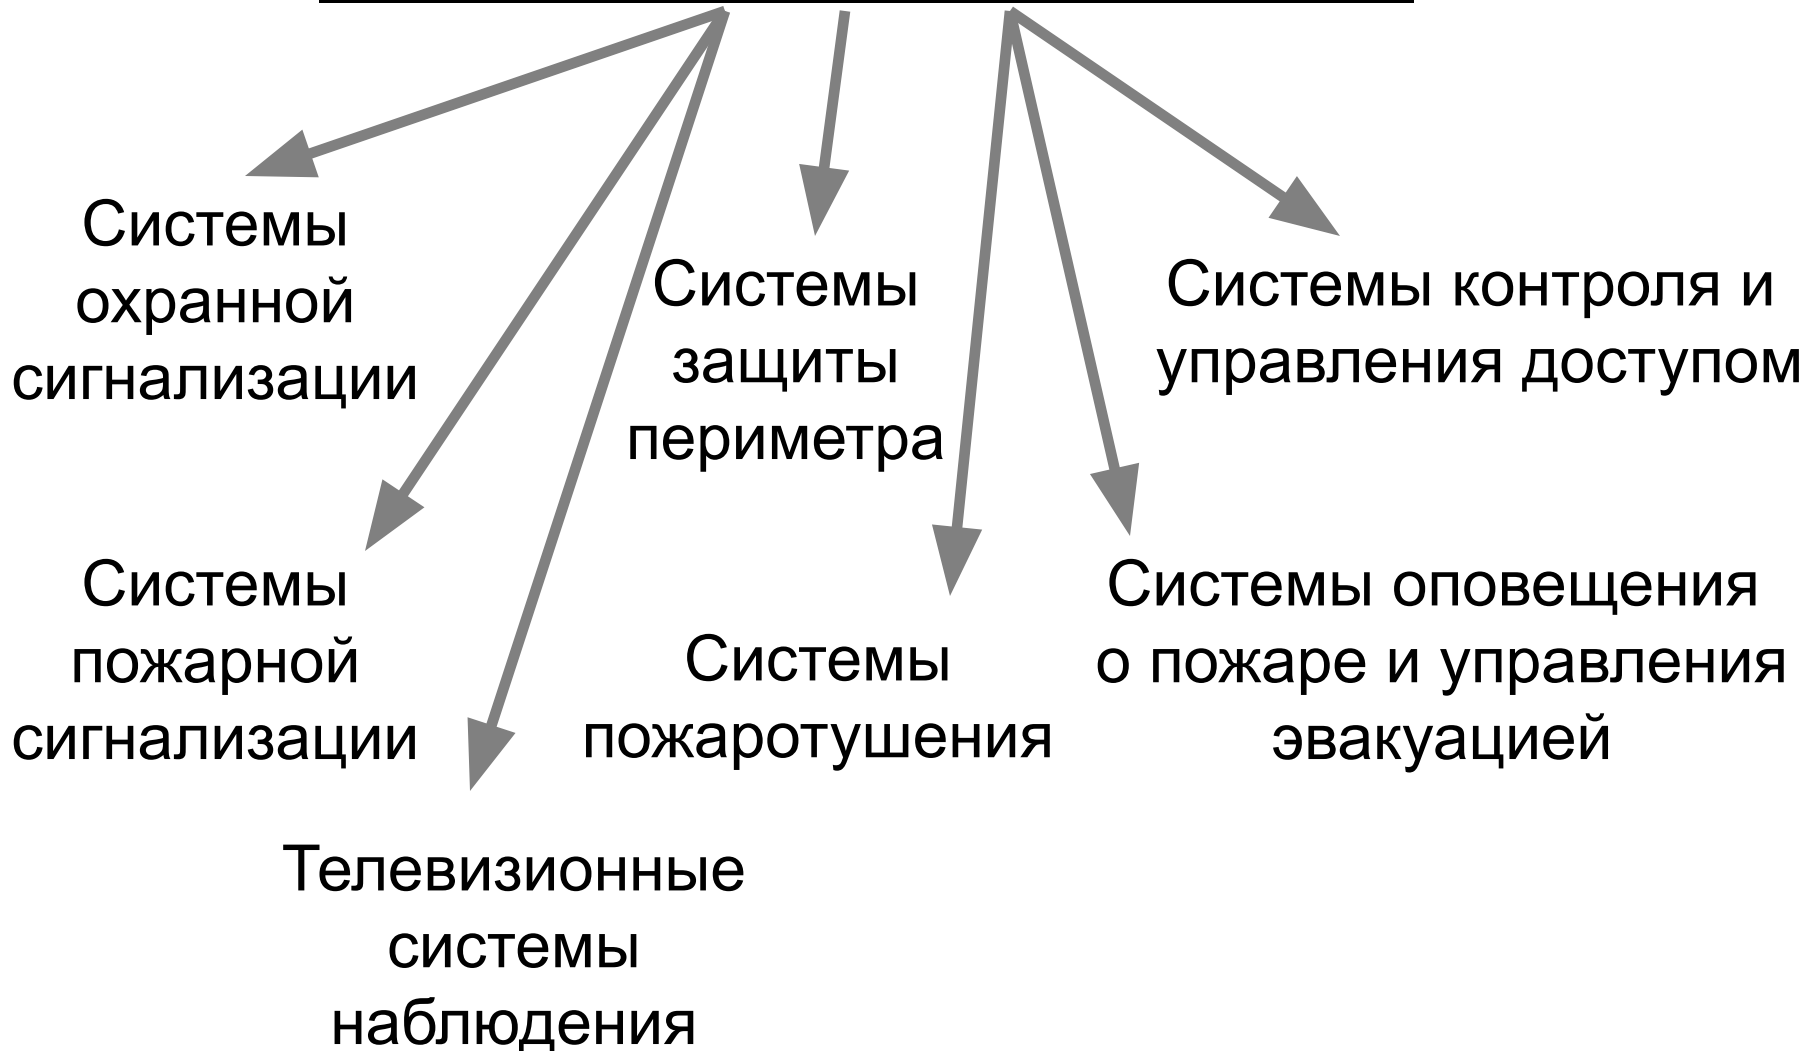 Системы
охранной
сигнализации
Системы
защиты
периметра
Системы контроля и
управления доступом
Системы
пожарной
сигнализации
Системы
пожаротушения
Системы оповещения
о пожаре и управления
эвакуацией
Телевизионные
системы
наблюдения